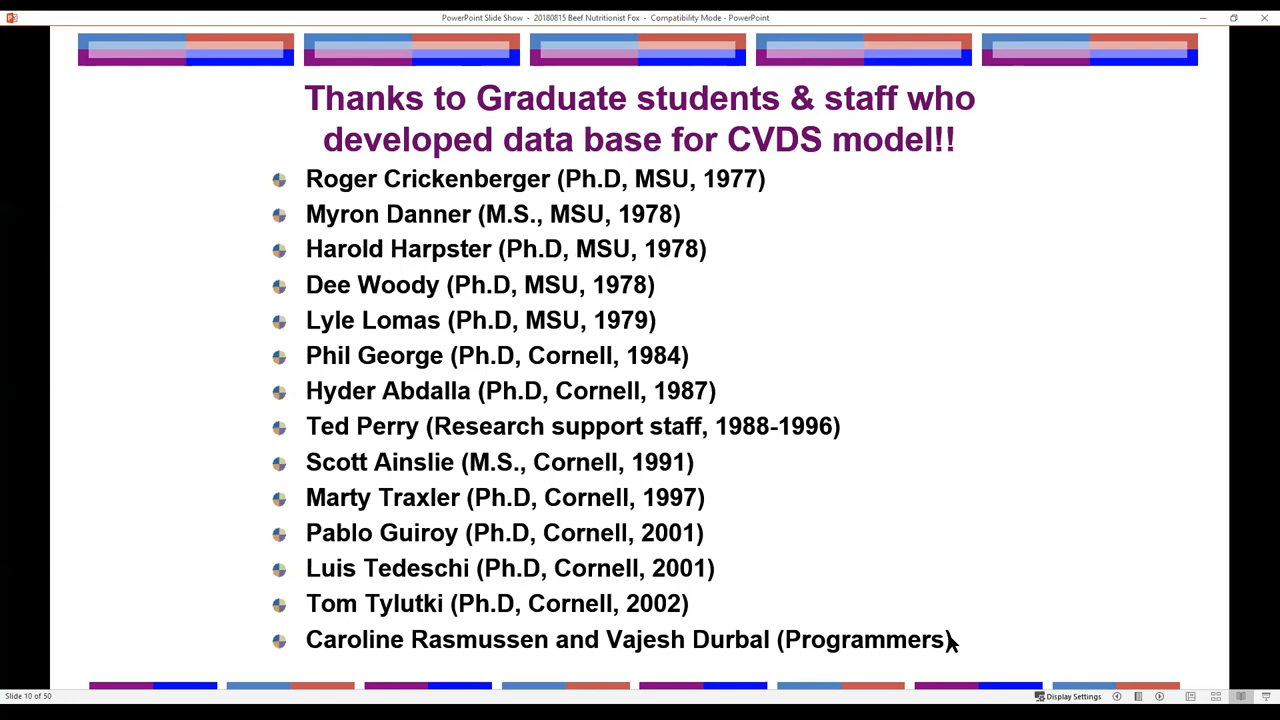 PowerPoint Slide Show - 20180815 Beef Nutritionist Fox - Compatibility Mode - PowerPoint
Thanks to Graduate students & staff who
developed data base for CVDS model!!
Roger Crickenberger (Ph.D, MSU, 1977)
Myron Danner (M.S., MSU, 1978)
Harold Harpster (Ph.D, MSU, 1978)
Dee Woody (Ph.D, MSU, 1978)
Lyle Lomas (Ph.D, MSU, 1979)
Phil George (Ph.D, Cornell, 1984)
Hyder Abdalla (Ph.D, Cornell, 1987)
Ted Perry (Research support staff, 1988-1996)
Scott Ainslie (M.S., Cornell, 1991)
Marty Traxler (Ph.D, Cornell, 1997)
Pablo Guiroy (Ph.D, Cornell, 2001)
Luis Tedeschi (Ph.D, Cornell, 2001)
Tom Tylutki (Ph.D, Cornell, 2002)
Caroline Rasmussen and Vajesh Durbal (Programmers)
Slide 10 of 50
Display Settings